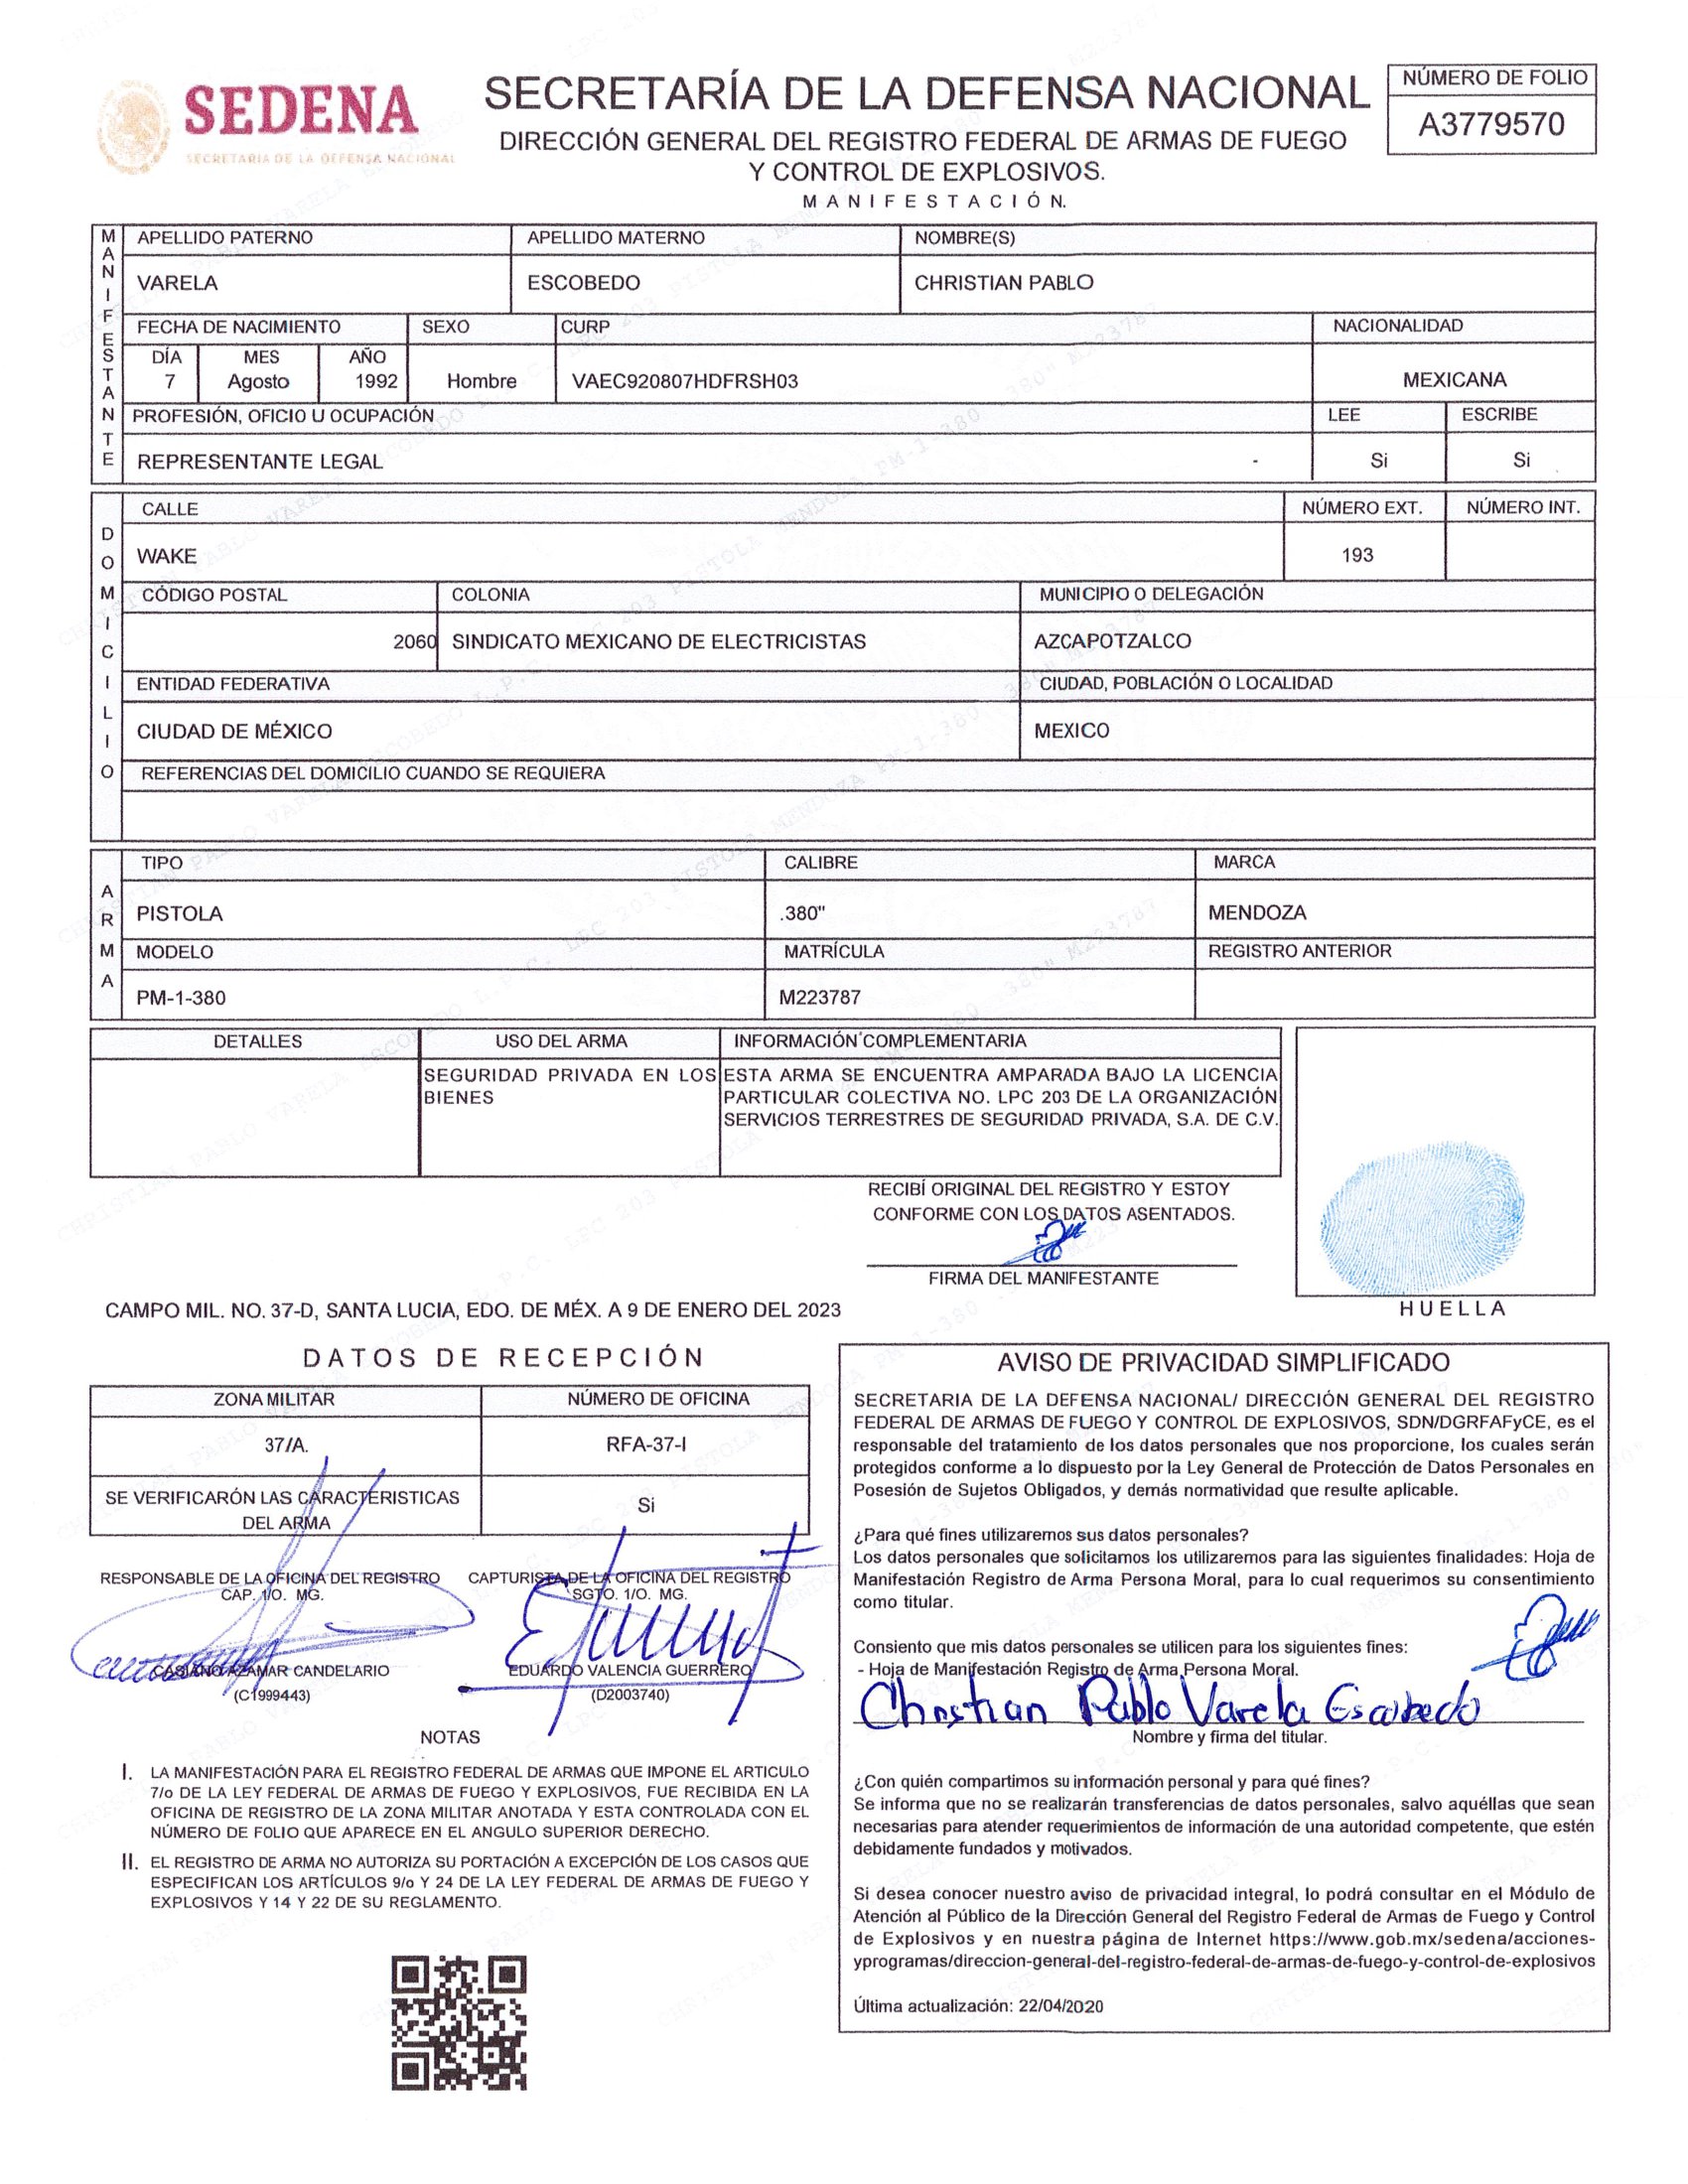 SEDENA
SECRETARÍA DE LA DEFENSA NACIONAL
SECRETARÍA DE LA DEFENSA NACIONAL
DIRECCIÓN GENERAL DEL REGISTRO FEDERAL DE ARMAS DE FUEGO
Y CONTROL DE EXPLOSIVOS.
MANIFESTACIÓN.
NÚMERO DE FOLIO
A3779570
MANIFESTANTE
APELLIDO PATERNO APELLIDO MATERNO NOMBRE(S)
VARELA ESCOBEDO CHRISTIAN PABLO
FECHA DE NACIMIENTO SEXO CURP NACIONALIDAD
DÍA MES AÑO
7 Agosto 1992 Hombre VAEC920807HDFRSH03 MEXICANA
PROFESIÓN, OFICIO U OCUPACIÓN LEE ESCRIBE
REPRESENTANTE LEGAL - Si Si
DOMICILIO
CALLE NÚMERO EXT. NÚMERO INT.
WAKE 193
CÓDIGO POSTAL COLONIA MUNICIPIO O DELEGACIÓN
2060 SINDICATO MEXICANO DE ELECTRICISTAS AZCAPOTZALCO
ENTIDAD FEDERATIVA CIUDAD, POBLACIÓN O LOCALIDAD
CIUDAD DE MÉXICO MEXICO
REFERENCIAS DEL DOMICILIO CUANDO SE REQUIERA
ARMA
TIPO CALIBRE MARCA
PISTOLA .380" MENDOZA
MODELO MATRÍCULA REGISTRO ANTERIOR
PM-1-380 M223787
DETALLES USO DEL ARMA INFORMACIÓN COMPLEMENTARIA
SEGURIDAD PRIVADA EN LOS BIENES
ESTA ARMA SE ENCUENTRA AMPARADA BAJO LA LICENCIA
PARTICULAR COLECTIVA NO. LPC 203 DE LA ORGANIZACIÓN
SERVICIOS TERRESTRES DE SEGURIDAD PRIVADA, S.A. DE C.V.
RECIBÍ ORIGINAL DEL REGISTRO Y ESTOY
CONFORME CON LOS DATOS ASENTADOS.
FIRMA DEL MANIFESTANTE
HUELLA
CAMPO MIL. NO. 37-D, SANTA LUCIA, EDO. DE MÉX. A 9 DE ENERO DEL 2023
DATOS DE RECEPCIÓN
ZONA MILITAR NÚMERO DE OFICINA
37/A. RFA-37-I
SE VERIFICARÓN LAS CARACTERISTICAS
DEL ARMA
Si
RESPONSABLE DE LA OFICINA DEL REGISTRO
CAP. 1/O. MG.
CASIANO AZAMAR CANDELARIO
(C1999443)
CAPTURISTA DE LA OFICINA DEL REGISTRO
SGTO. 1/O. MG.
EDUARDO VALENCIA GUERRERO
(D2003740)
NOTAS
I. LA MANIFESTACIÓN PARA EL REGISTRO FEDERAL DE ARMAS QUE IMPONE EL ARTICULO
7/o DE LA LEY FEDERAL DE ARMAS DE FUEGO Y EXPLOSIVOS, FUE RECIBIDA EN LA
OFICINA DE REGISTRO DE LA ZONA MILITAR ANOTADA Y ESTA CONTROLADA CON EL
NÚMERO DE FOLIO QUE APARECE EN EL ANGULO SUPERIOR DERECHO.
II. EL REGISTRO DE ARMA NO AUTORIZA SU PORTACIÓN A EXCEPCIÓN DE LOS CASOS QUE
ESPECIFICAN LOS ARTÍCULOS 9/o Y 24 DE LA LEY FEDERAL DE ARMAS DE FUEGO Y
EXPLOSIVOS Y 14 Y 22 DE SU REGLAMENTO.
AVISO DE PRIVACIDAD SIMPLIFICADO
SECRETARIA DE LA DEFENSA NACIONAL/ DIRECCIÓN GENERAL DEL REGISTRO
FEDERAL DE ARMAS DE FUEGO Y CONTROL DE EXPLOSIVOS, SDN/DGRFAFyCE, es el
responsable del tratamiento de los datos personales que nos proporcione, los cuales serán
protegidos conforme a lo dispuesto por la Ley General de Protección de Datos Personales en
Posesión de Sujetos Obligados, y demás normatividad que resulte aplicable.
¿Para qué fines utilizaremos sus datos personales?
Los datos personales que solicitamos los utilizaremos para las siguientes finalidades: Hoja de
Manifestación Registro de Arma Persona Moral, para lo cual requerimos su consentimiento
como titular.
Consiento que mis datos personales se utilicen para los siguientes fines:
- Hoja de Manifestación Registro de Arma Persona Moral.
Christian Pablo Varela Escobedo
Nombre y firma del titular.
¿Con quién compartimos su información personal y para qué fines?
Se informa que no se realizarán transferencias de datos personales, salvo aquéllas que sean
necesarias para atender requerimientos de información de una autoridad competente, que estén
debidamente fundados y motivados.
Si desea conocer nuestro aviso de privacidad integral, lo podrá consultar en el Módulo de
Atención al Público de la Dirección General del Registro Federal de Armas de Fuego y Control
de Explosivos y en nuestra página de Internet https://www.gob.mx/sedena/acciones-
yprogramas/direccion-general-del-registro-federal-de-armas-de-fuego-y-control-de-explosivos
Última actualización: 22/04/2020